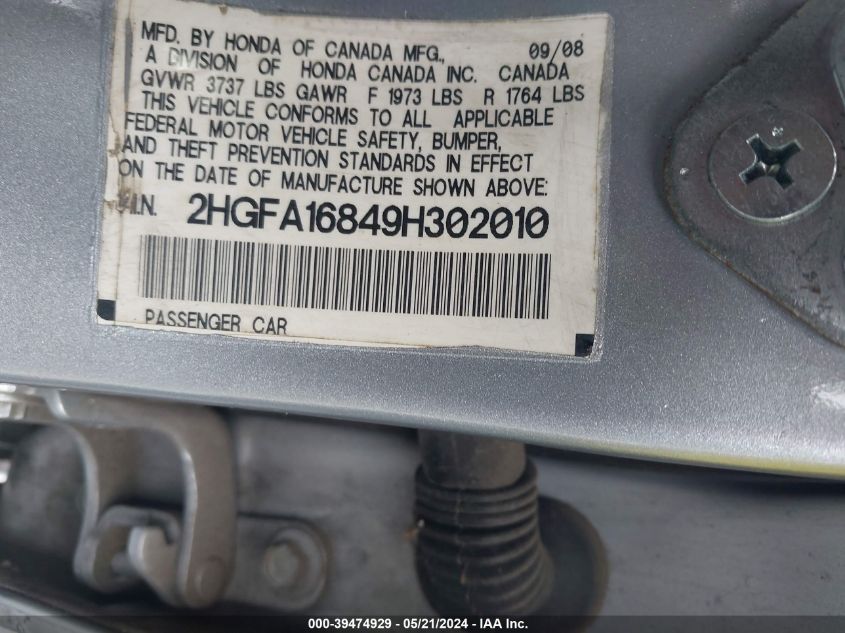 MFD. BY HONDA OF CANADA MFG., 09/08
A DIVISION OF HONDA CANADA INC. CANADA
GVWR 3737 LBS GAWR F 1973 LBS R 1764 LBS
THIS VEHICLE CONFORMS TO ALL APPLICABLE
FEDERAL MOTOR VEHICLE SAFETY, BUMPER,
AND THEFT PREVENTION STANDARDS IN EFFECT
ON THE DATE OF MANUFACTURE SHOWN ABOVE:
V.I.N. 2HGFA16849H302010
PASSENGER CAR
000-39474929 / 05/21/2024 / IAA Inc.